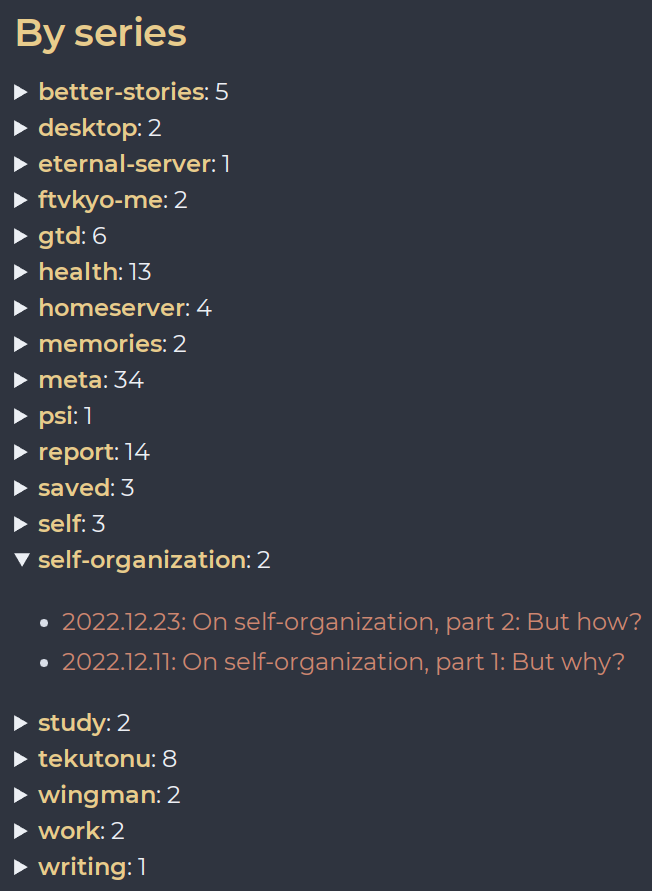 By series
better-stories: 5
desktop: 2
eternal-server: 1
ftvkyo-me: 2
gtd: 6
health: 13
homeserver: 4
memories: 2
meta: 34
psi: 1
report: 14
saved: 3
self: 3
self-organization: 2
2022.12.23: On self-organization, part 2: But how?
2022.12.11: On self-organization, part 1: But why?
study: 2
tekutonu: 8
wingman: 2
work: 2
writing: 1